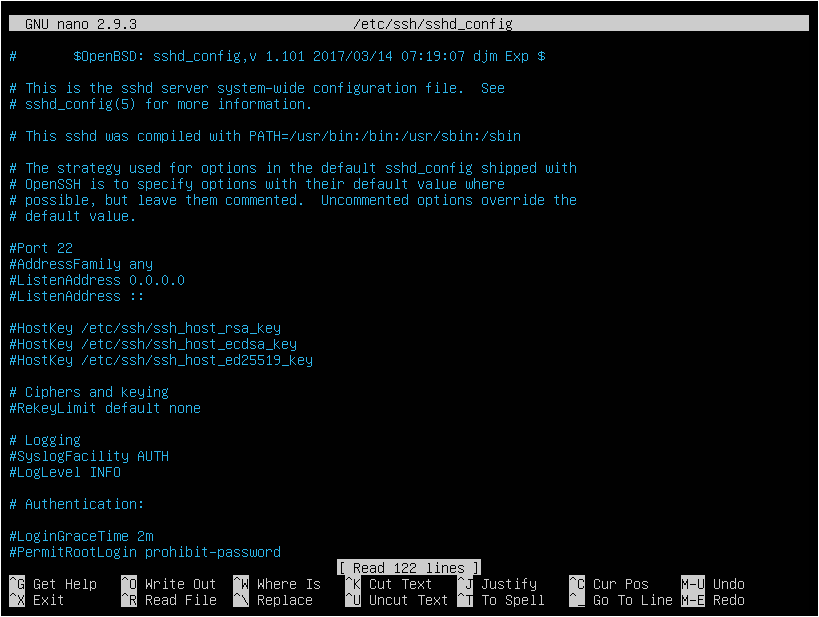 GNU nano 2.9.3 /etc/ssh/sshd_config
# $OpenBSD: sshd_config,v 1.101 2017/03/14 07:19:07 djm Exp $
# This is the sshd server system-wide configuration file. See
# sshd_config(5) for more information.
# This sshd was compiled with PATH=/usr/bin:/bin:/usr/sbin:/sbin
# The strategy used for options in the default sshd_config shipped with
# OpenSSH is to specify options with their default value where
# possible, but leave them commented. Uncommented options override the
# default value.
#Port 22
#AddressFamily any
#ListenAddress 0.0.0.0
#ListenAddress ::
#HostKey /etc/ssh/ssh_host_rsa_key
#HostKey /etc/ssh/ssh_host_ecdsa_key
#HostKey /etc/ssh/ssh_host_ed25519_key
# Ciphers and keying
#RekeyLimit default none
# Logging
#SyslogFacility AUTH
#LogLevel INFO
# Authentication:
#LoginGraceTime 2m
#PermitRootLogin prohibit-password
[ Read 122 lines ]
^G Get Help ^O Write Out ^W Where Is ^K Cut Text ^J Justify ^C Cur Pos M-U Undo
^X Exit ^R Read File ^\ Replace ^U Uncut Text ^T To Spell ^_ Go To Line M-E Redo